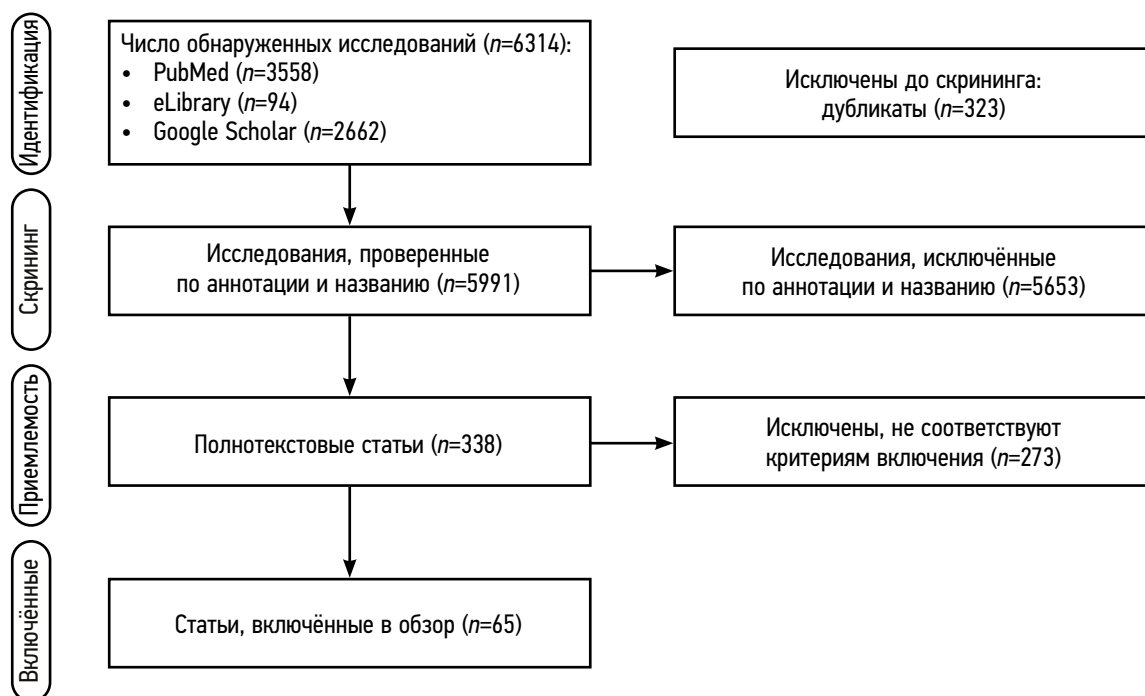 Идентификация
Число обнаруженных исследований (n=6314):
• PubMed (n=3558)
• eLibrary (n=94)
• Google Scholar (n=2662)
Исключены до скрининга:
дубликаты (n=323)
Скрининг
Исследования, проверенные
по аннотации и названию (n=5991)
Исследования, исключённые
по аннотации и названию (n=5653)
Приемлемость
Полнотекстовые статьи (n=338)
Исключены, не соответствуют
критериям включения (n=273)
Включённые
Статьи, включённые в обзор (n=65)